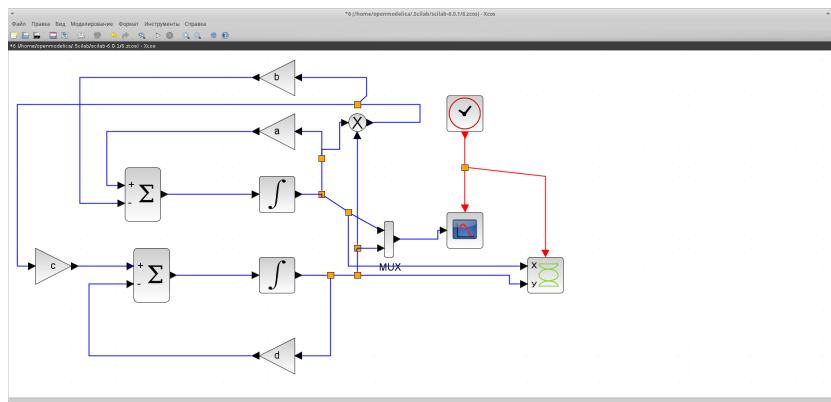 *6 (/home/openmodelica/.Scilab/scilab-6.0.1/6.zcos) - Xcos
Файл Правка Вид Моделирование Формат Инструменты Справка
*6 (/home/openmodelica/.Scilab/scilab-6.0.1/6.zcos) - Xcos
b
a
X
+
-
Σ
∫
c
+
-
Σ
∫
MUX
X
y
d